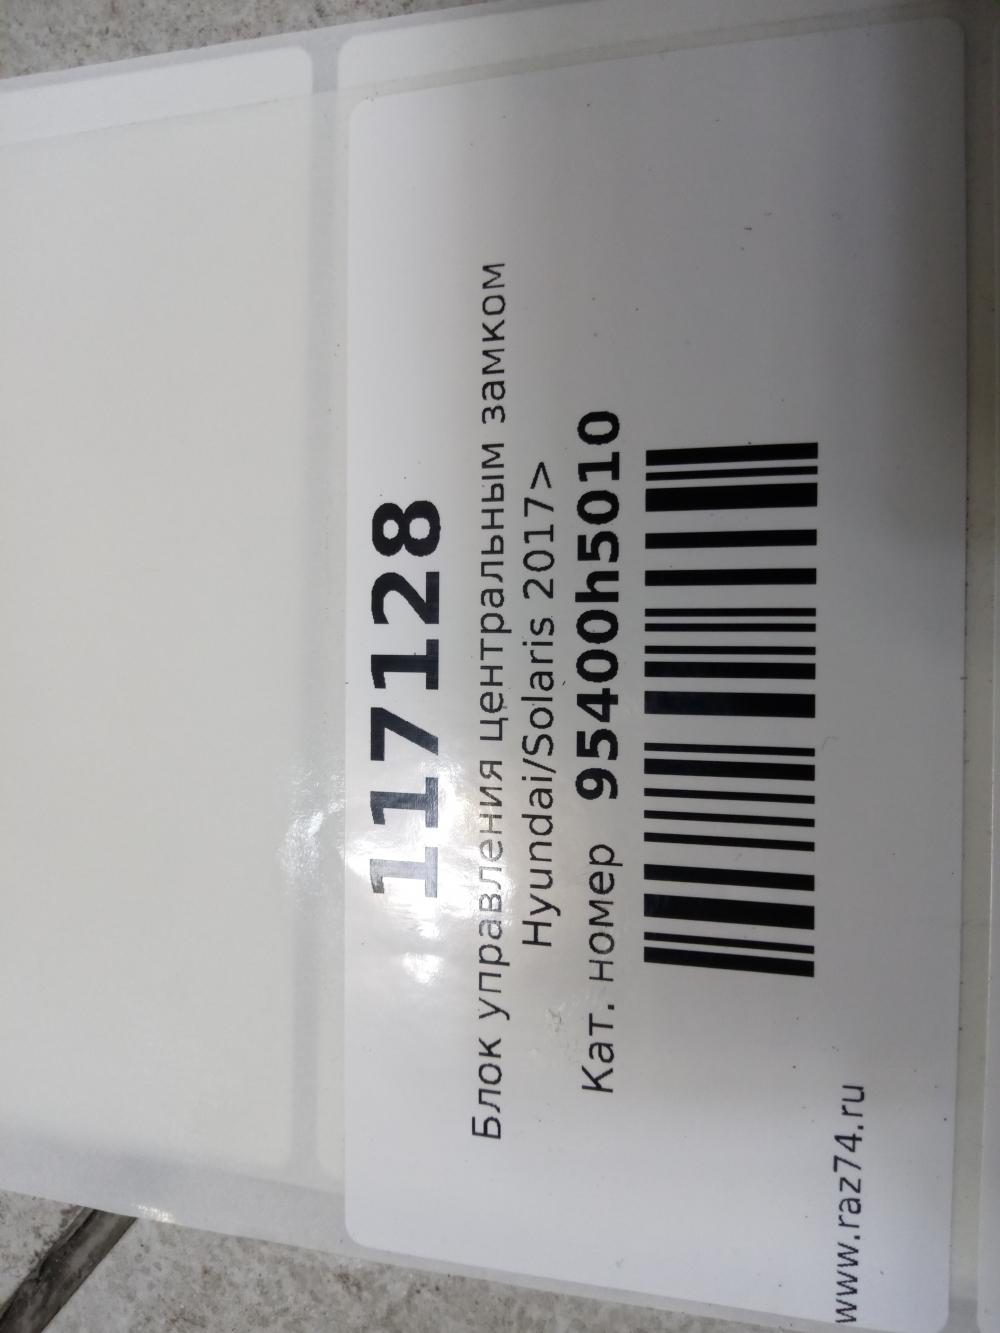 117128
Блок управления центральным замком
Hyundai/Solaris 2017>
Кат. номер 95400h5010
www.raz74.ru